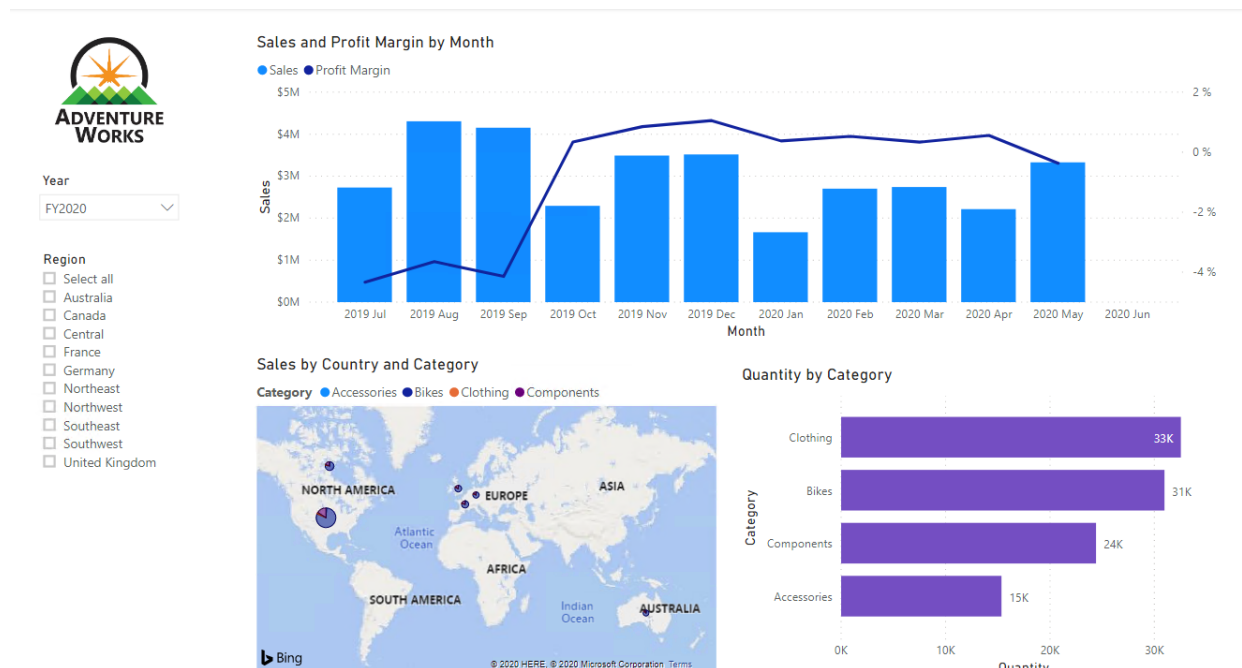 ADVENTURE
WORKS
Year
FY2020
Region
Select all
Australia
Canada
Central
France
Germany
Northeast
Northwest
Southeast
Southwest
United Kingdom
Sales and Profit Margin by Month
Sales Profit Margin
$5M
$4M
$3M
$2M
$1M
$0M
Sales
2 %
0 %
-2 %
-4 %
2019 Jul 2019 Aug 2019 Sep 2019 Oct 2019 Nov 2019 Dec 2020 Jan 2020 Feb 2020 Mar 2020 Apr 2020 May 2020 Jun
Month
Sales by Country and Category
Category Accessories Bikes Clothing Components
NORTH AMERICA
EUROPE
ASIA
Atlantic
Ocean
AFRICA
SOUTH AMERICA
Indian
Ocean
AUSTRALIA
Bing
© 2020 HERE, © 2020 Microsoft Corporation Terms
Quantity by Category
Category
Clothing 33K
Bikes 31K
Components 24K
Accessories 15K
0K 10K 20K 30K
Quantity